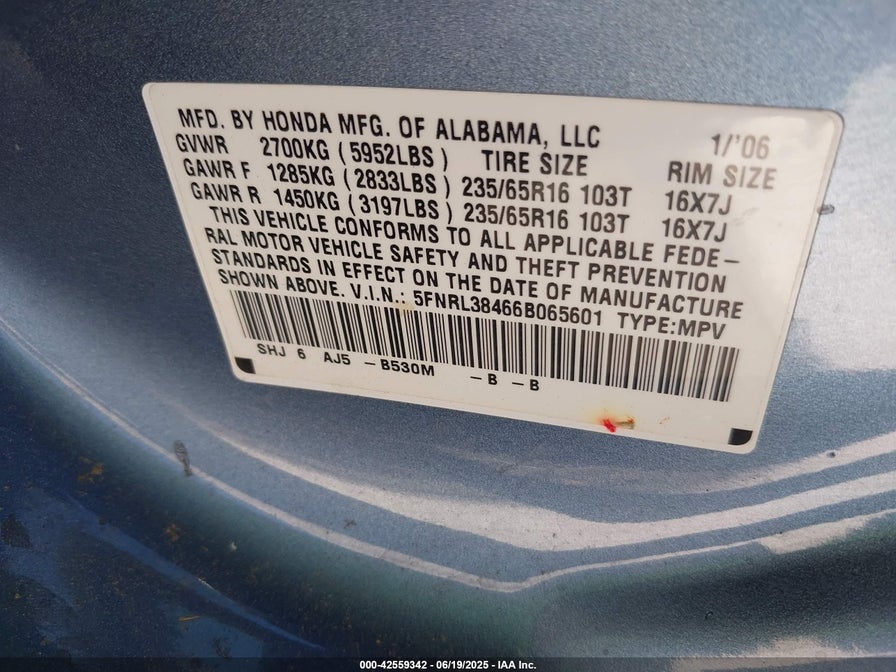 MFD. BY HONDA MFG. OF ALABAMA, LLC 1/'06
GVWR 2700KG (5952LBS) TIRE SIZE RIM SIZE
GAWR F 1285KG (2833LBS) 235/65R16 103T 16X7J
GAWR R 1450KG (3197LBS) 235/65R16 103T 16X7J
THIS VEHICLE CONFORMS TO ALL APPLICABLE FEDE–
RAL MOTOR VEHICLE SAFETY AND THEFT PREVENTION
STANDARDS IN EFFECT ON THE DATE OF MANUFACTURE
SHOWN ABOVE. V.I.N.: 5FNRL38466B065601 TYPE:MPV
SHJ 6 AJ5 –B530M –B –B
000-42559342 - 06/19/2025 - IAA Inc.